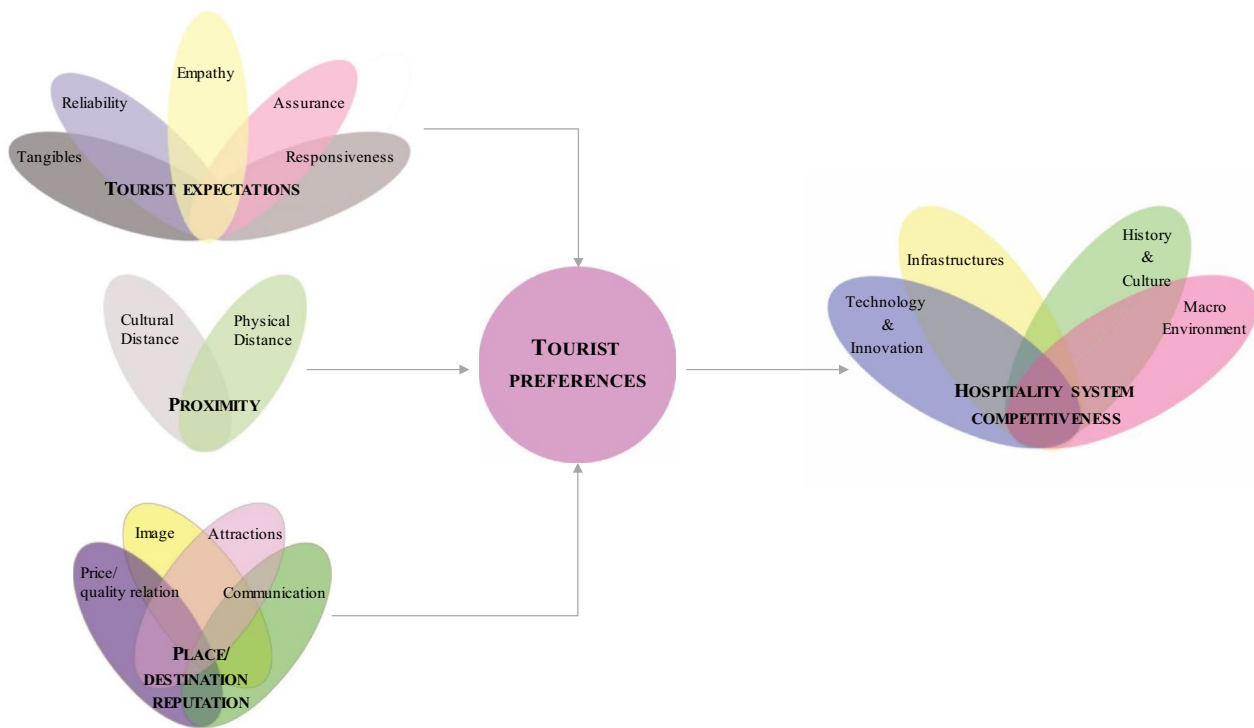 Empathy
Reliability
Assurance
Tangibles
Responsiveness
TOURIST EXPECTATIONS
Cultural
Distance
Physical
Distance
PROXIMITY
Image
Attractions
Price/
quality relation
Communication
PLACE/
DESTINATION
REPUTATION
TOURIST
PREFERENCES
Infrastructures
History
&
Culture
Technology
&
Innovation
Macro
Environment
HOSPITALITY SYSTEM
COMPETITIVENESS